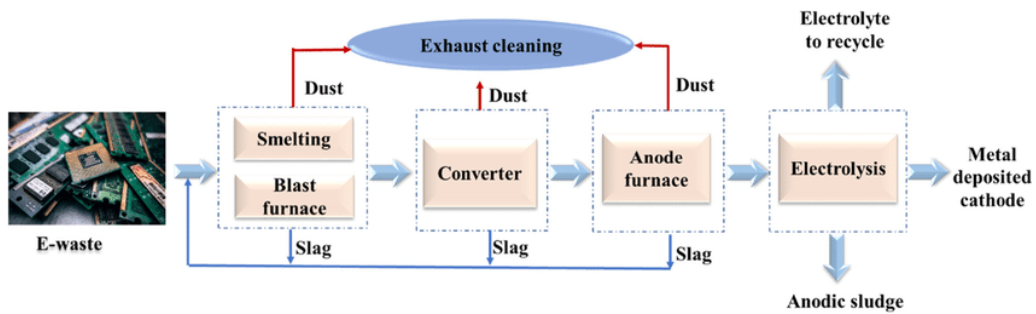 Electrolyte
to recycle
Exhaust cleaning
Dust
Dust
Dust
Smelting
Blast
furnace
Converter
Anode
furnace
Electrolysis
Metal
deposited
cathode
E-waste
Slag
Slag
Slag
Anodic sludge